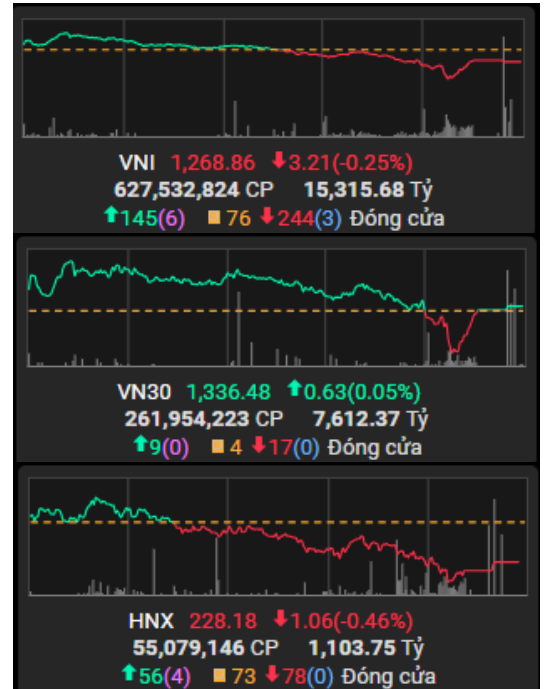 VNI 1,268.86 ⬇3.21(-0.25%)
627,532,824 CP 15,315.68 Tỷ
⬆145(6) ■ 76 ⬇244(3) Đóng cửa
VN30 1,336.48 ⬆0.63(0.05%)
261,954,223 CP 7,612.37 Tỷ
⬆9(0) ■ 4 ⬇17(0) Đóng cửa
HNX 228.18 ⬇1.06(-0.46%)
55,079,146 CP 1,103.75 Tỷ
⬆56(4) ■ 73 ⬇78(0) Đóng cửa